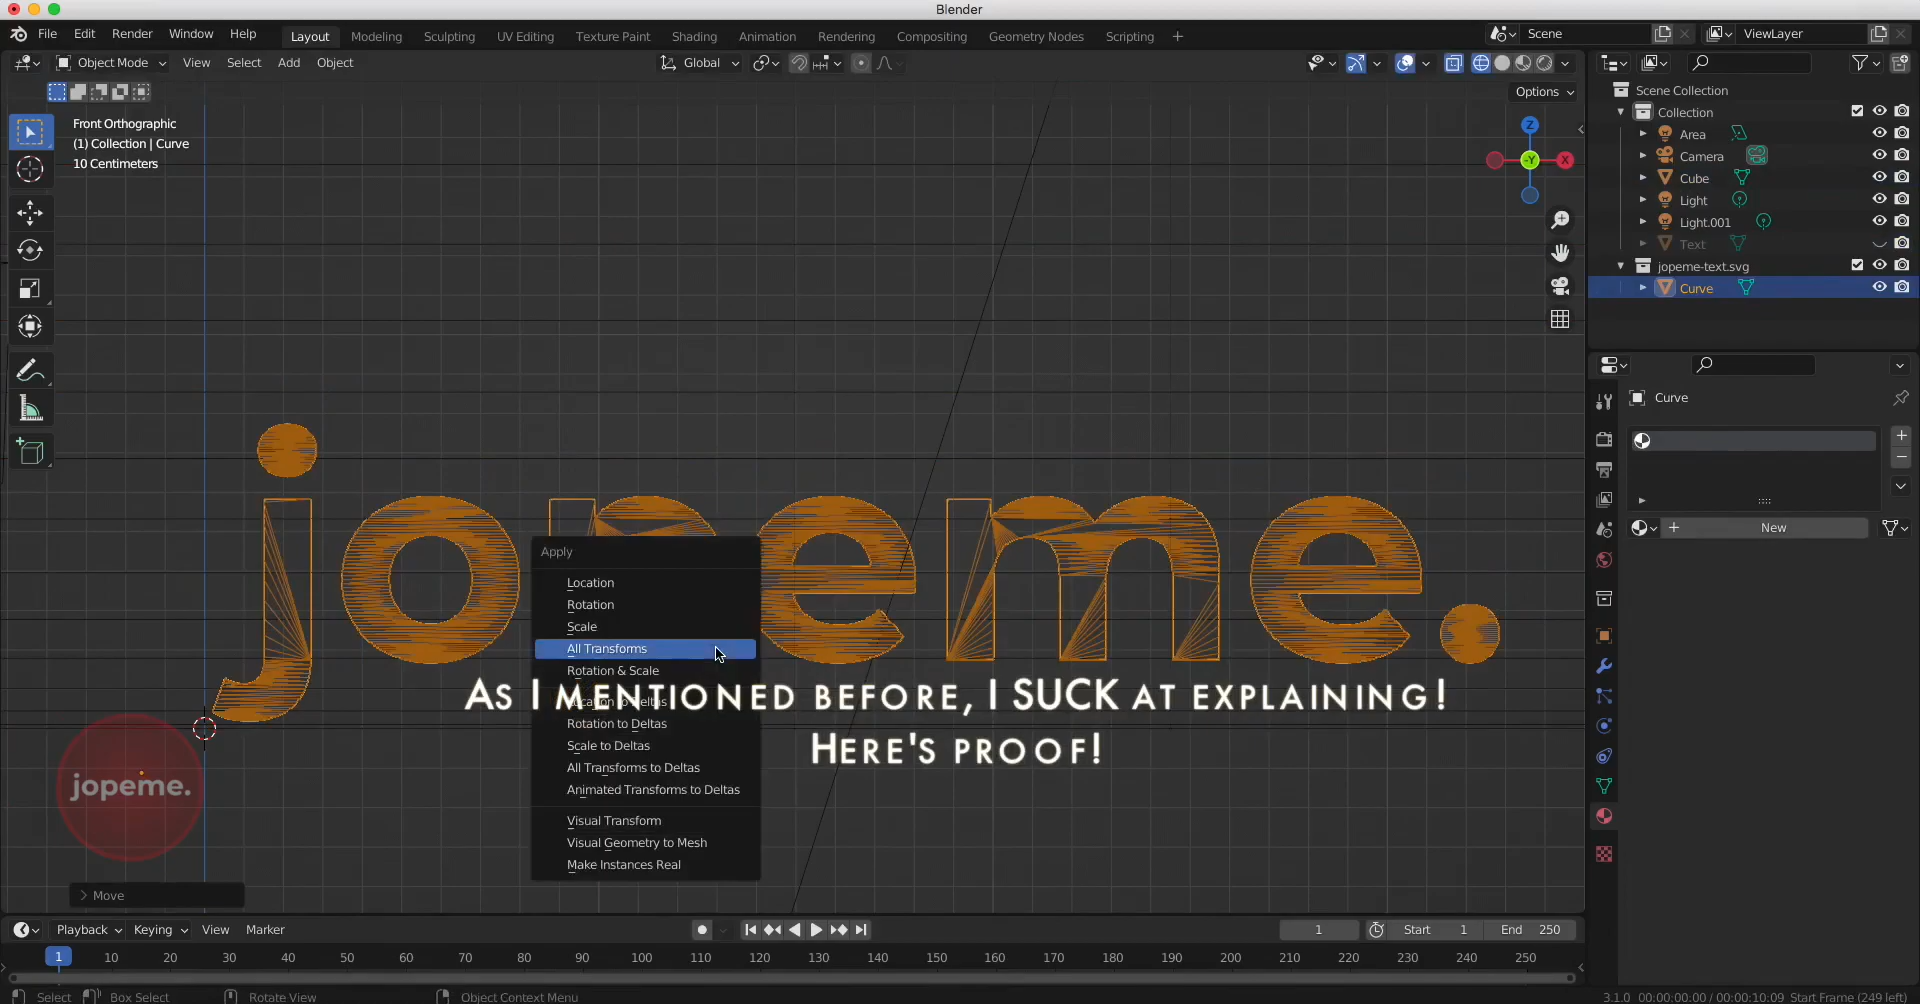 Blender
File Edit Render Window Help Layout Modeling Sculpting UV Editing Texture Paint Shading Animation Rendering Compositing Geometry Nodes Scripting + Scene ViewLayer
Object Mode View Select Add Object Global
Options
Front Orthographic
(1) Collection | Curve
10 Centimeters
Z
-Y
X
Scene Collection
Collection
Area
Camera
Cube
Light
Light.001
Text
jopeme-text.svg
Curve
Curve
New
jopeme.
Apply
Location
Rotation
Scale
All Transforms
Rotation & Scale
Location to Deltas
Rotation to Deltas
Scale to Deltas
All Transforms to Deltas
Animated Transforms to Deltas
Visual Transform
Visual Geometry to Mesh
Make Instances Real
As I mentioned before, I SUCK at explaining!
Here's proof!
jopeme.
Move
Playback Keying View Marker 1 Start 1 End 250
1 10 20 30 40 50 60 70 80 90 100 110 120 130 140 150 160 170 180 190 200 210 220 230 240 250
Select Box Select Rotate View Object Context Menu 3.1.0 00:00:00:00 / 00:00:10:09 Start Frame (249 left)